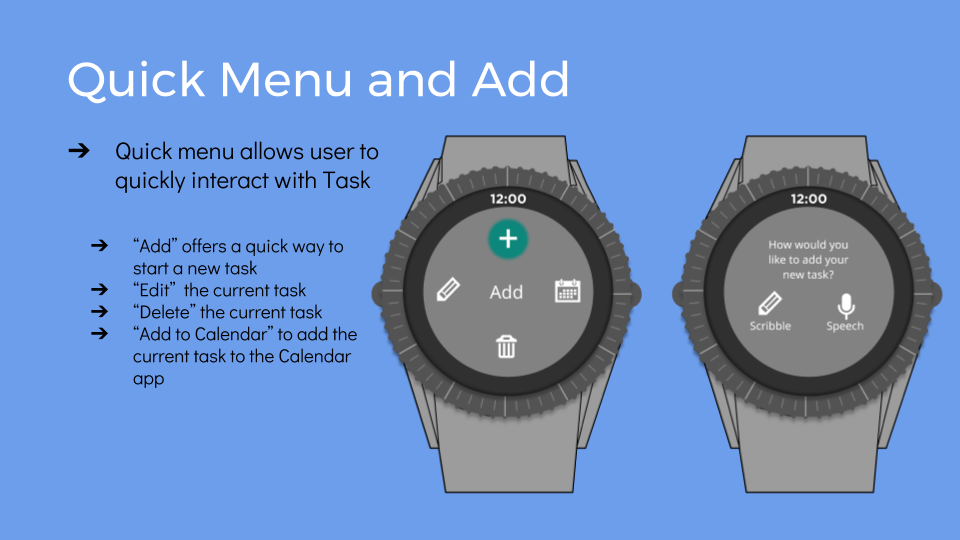 Quick Menu and Add
➔ Quick menu allows user to
quickly interact with Task
➔ “Add” offers a quick way to
start a new task
➔ “Edit” the current task
➔ “Delete” the current task
➔ “Add to Calendar” to add the
current task to the Calendar
app
12:00
Add
12:00
How would you
like to add your
new task?
Scribble
Speech